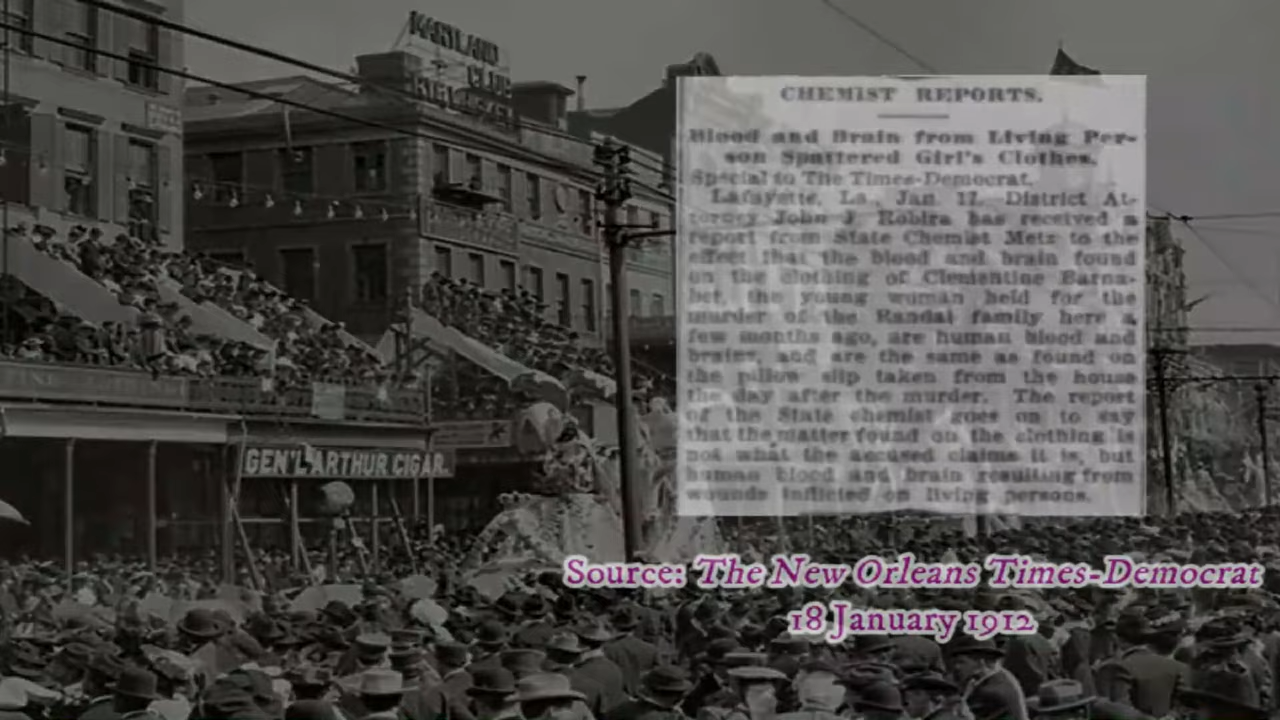 MARYLAND
CLUB
GEN'L ARTHUR CIGAR.
CHEMIST REPORTS.
Blood and Brain from Living Per-
son Spattered Girl's Clothes.
Special to The Times-Democrat.
Lafayette, La., Jan. 17. District At-
torney John J. Robira has received a
report from State Chemist Metz to the
effect that the blood and brain found
on the clothing of Clementine Barna-
bet, the young woman held for the
murder of the Randal family here a
few months ago, are human blood and
brains, and are the same as found on
the pillow slip taken from the house
the day after the murder. The report
of the State chemist goes on to say
that the matter found on the clothing is
not what the accused claims it is, but
human blood and brain resulting from
wounds inflicted on living persons.
Source: The New Orleans Times-Democrat
18 January 1912